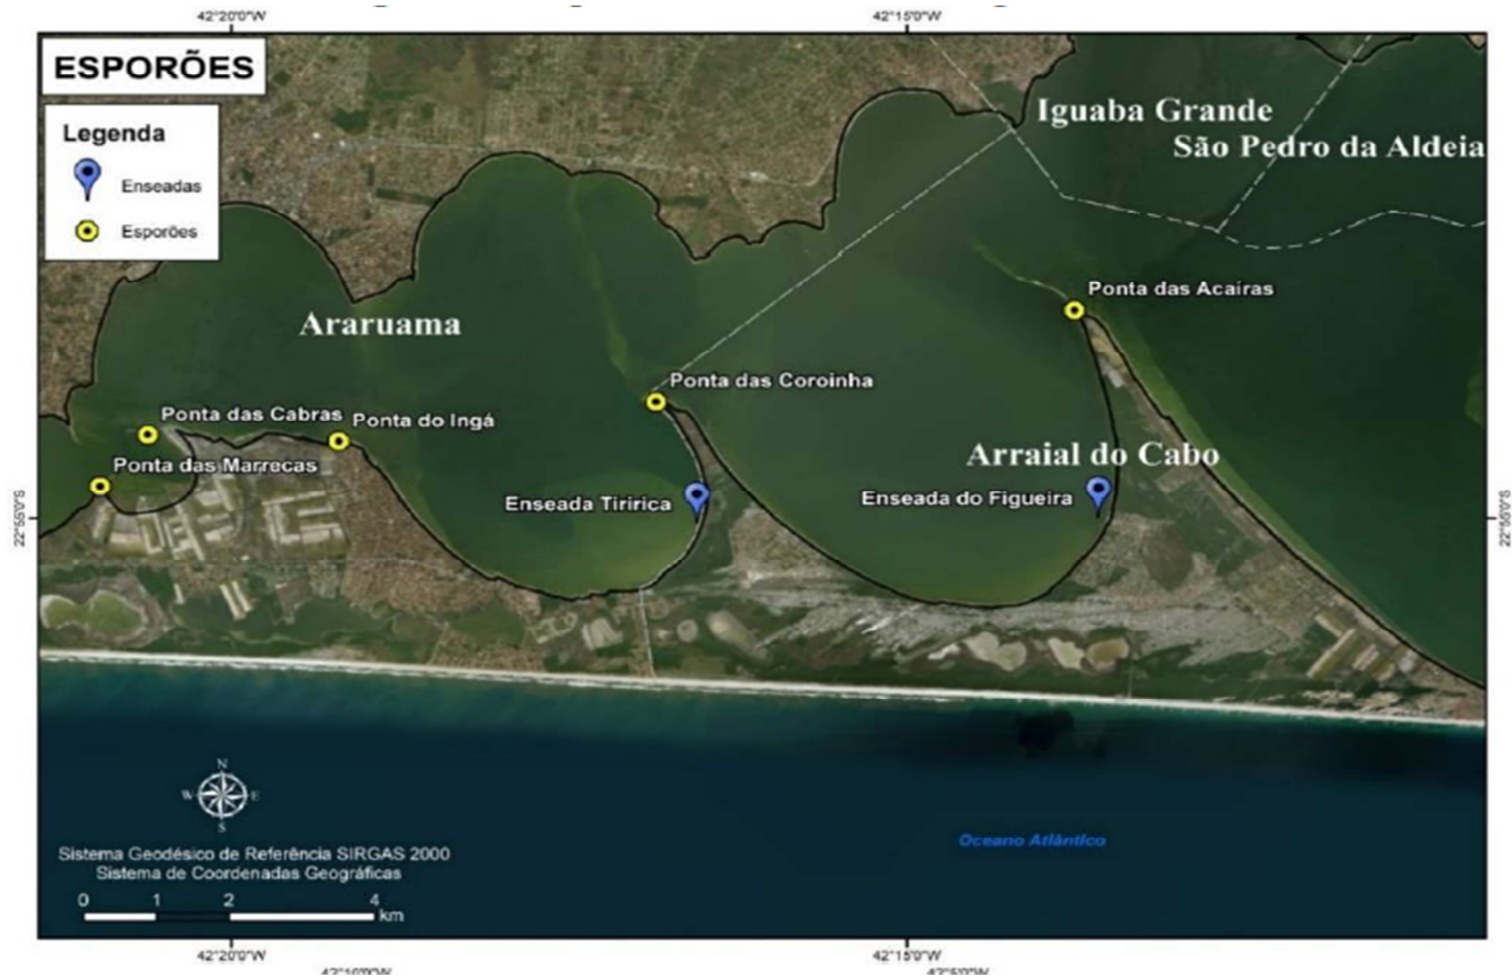 42°20'0"W
42°15'0"W
ESPORÕES
Legenda
Enseadas
Esporões
Iguaba Grande
São Pedro da Aldeia
Ponta das Acaíras
Araruama
Ponta das Coroinha
Ponta das Cabras
Ponta do Ingá
Ponta das Marrecas
Arraial do Cabo
Enseada Tiririca
Enseada do Figueira
22°55'0"S
22°55'0"S
N
W
E
S
Oceano Atlântico
Sistema Geodésico de Referência SIRGAS 2000
Sistema de Coordenadas Geográficas
0 1 2 4
km
42°20'0"W
42°15'0"W